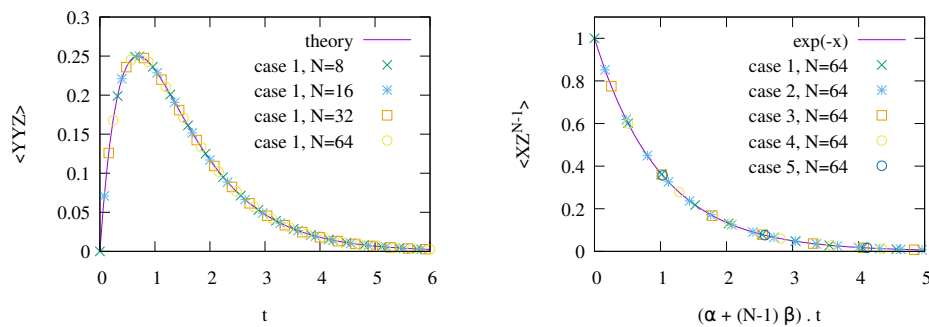 0.3
0.25
0.2
0.15
0.1
0.05
0
<YYZ>
theory
case 1, N=8
case 1, N=16
case 1, N=32
case 1, N=64
0 1 2 3 4 5 6
t
1
0.8
0.6
0.4
0.2
0
<XZ^{N-1}>
exp(-x)
case 1, N=64
case 2, N=64
case 3, N=64
case 4, N=64
case 5, N=64
0 1 2 3 4 5
(α + (N-1) β) . t